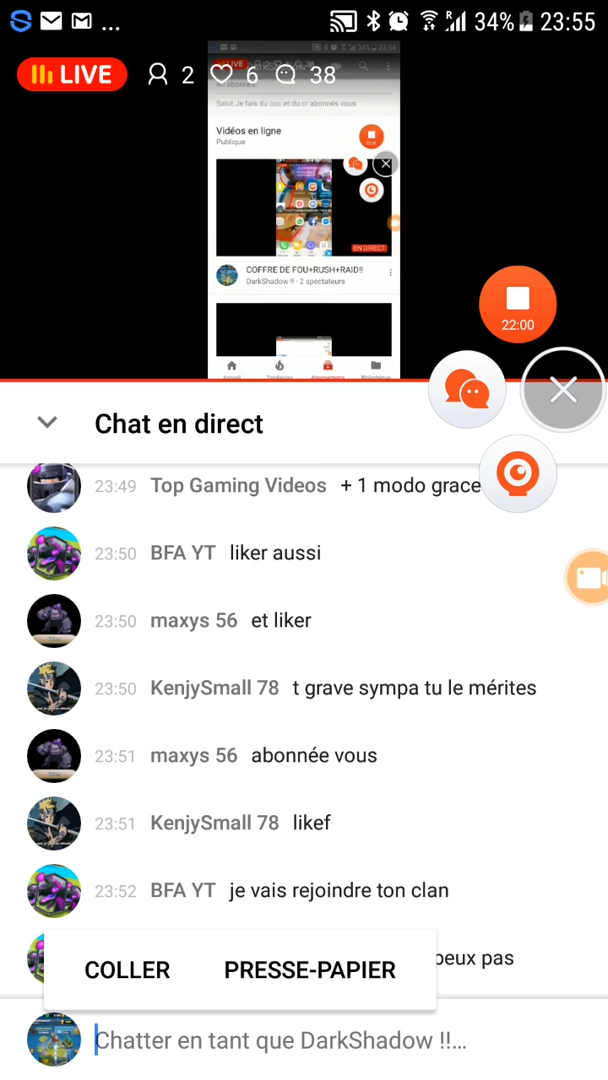 ... R 34% 23:55
LIVE 2 6 38
Salut Je fais du coc et du cr abonnés vous
Vidéos en ligne
Publique
EN DIRECT
COFFRE DE FOU+RUSH+RAID!!
DarkShadow !! - 2 spectateurs
22:00
Chat en direct
23:49 Top Gaming Videos + 1 modo grace
23:50 BFA YT liker aussi
23:50 maxys 56 et liker
23:50 KenjySmall 78 t grave sympa tu le mérites
23:51 maxys 56 abonnée vous
23:51 KenjySmall 78 likef
23:52 BFA YT je vais rejoindre ton clan
peux pas
COLLER PRESSE-PAPIER
Chatter en tant que DarkShadow !!...